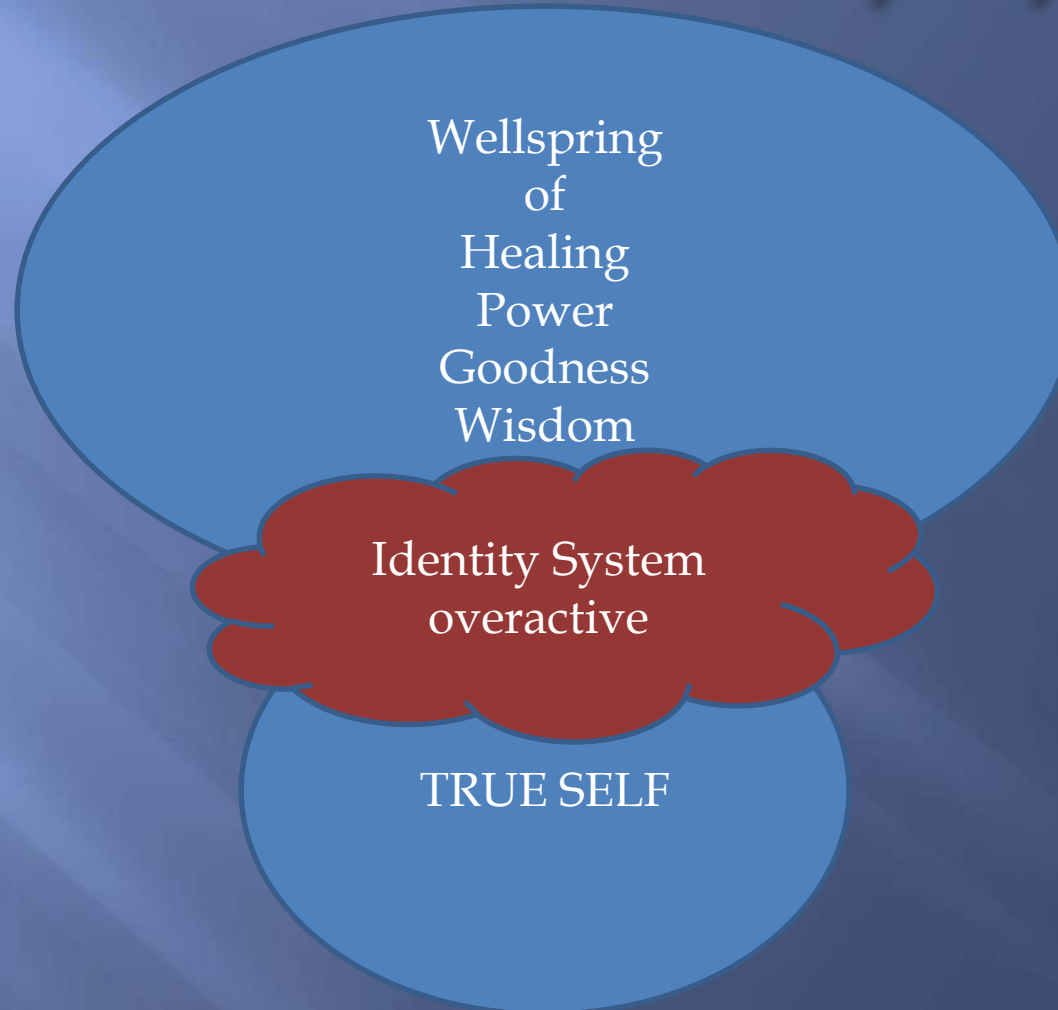 Wellspring
of
Healing
Power
Goodness
Wisdom
Identity System
overactive
TRUE SELF